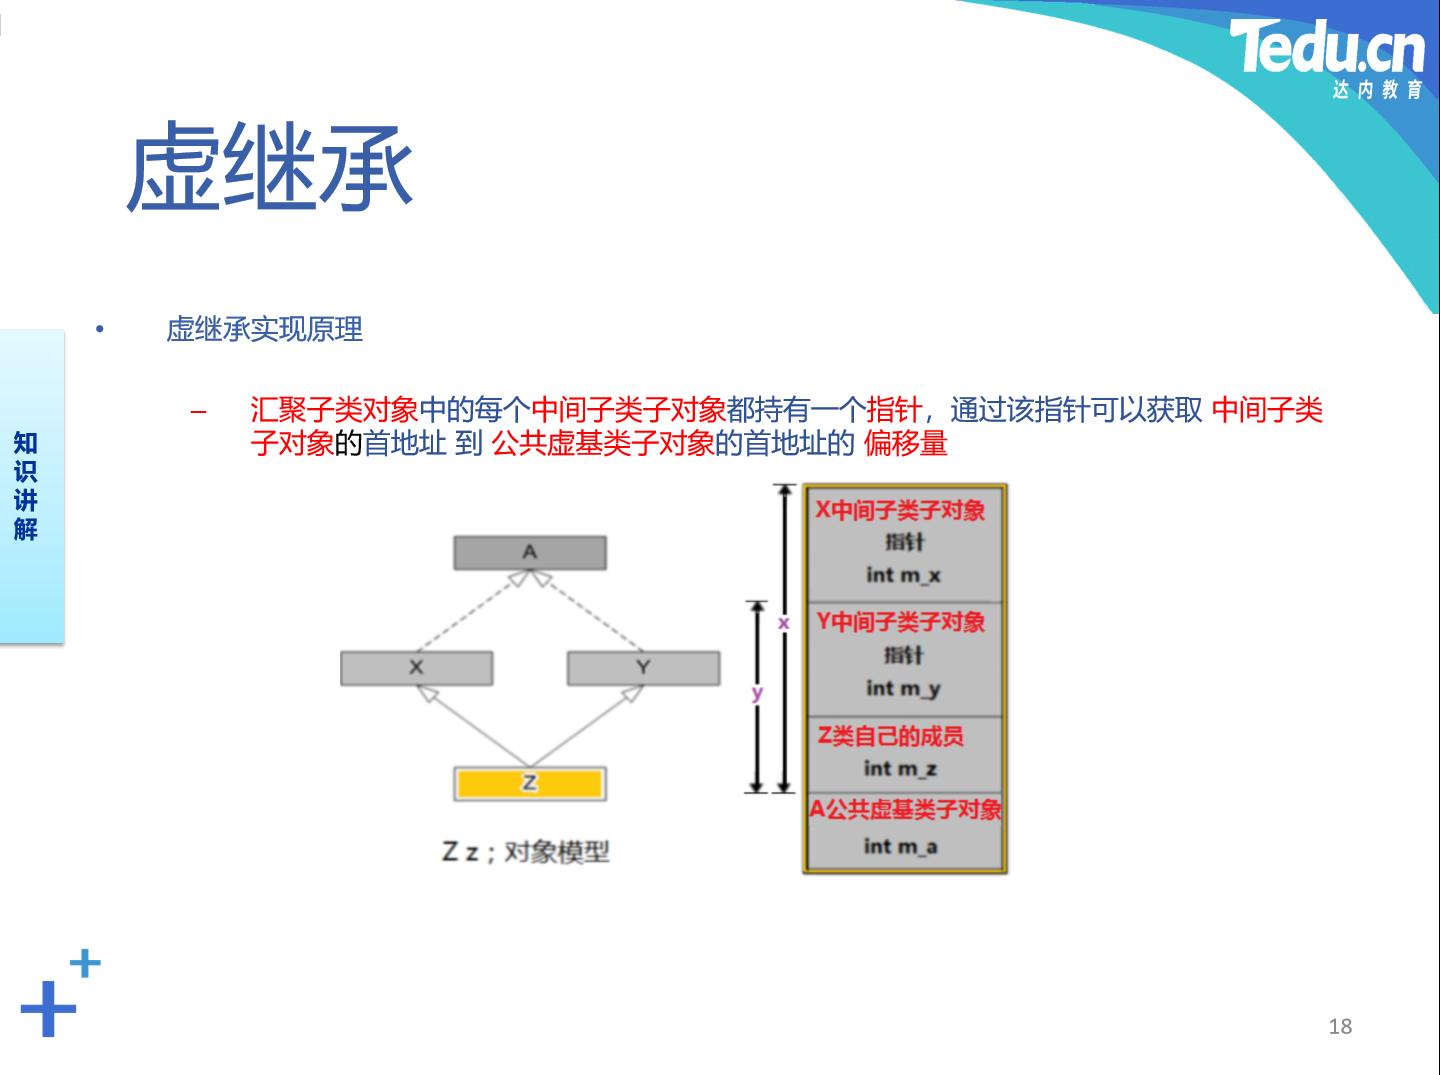 Tedu.cn
达内教育
虚继承
• 虚继承实现原理
– 汇聚子类对象中的每个中间子类子对象都持有一个指针，通过该指针可以获取 中间子类
子对象的首地址 到 公共虚基类子对象的首地址的 偏移量
知
识
讲
解
A
X
Y
Z
Z z；对象模型
x
y
X中间子类子对象
指针
int m_x
Y中间子类子对象
指针
int m_y
Z类自己的成员
int m_z
A公共虚基类子对象
int m_a
18